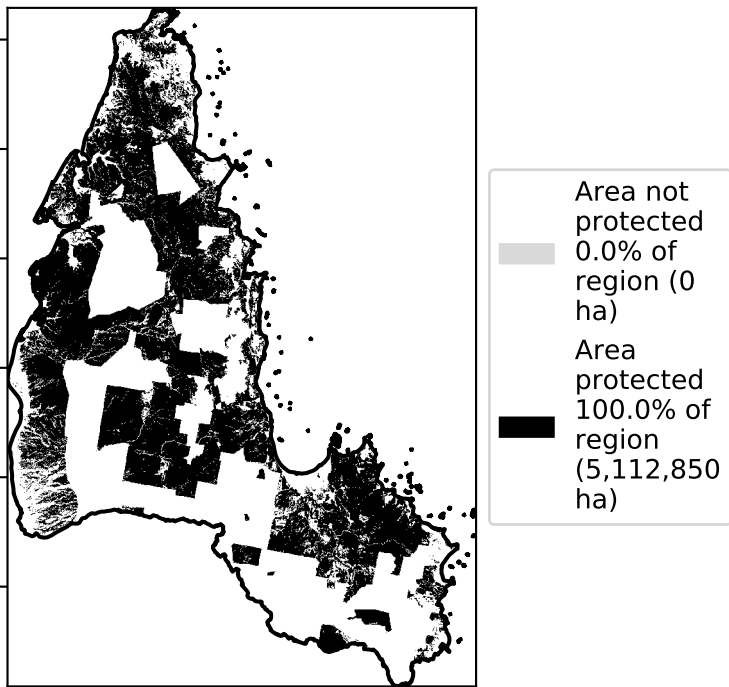 Area not
protected
0.0% of
region (0
ha)
Area
protected
100.0% of
region
(5,112,850
ha)